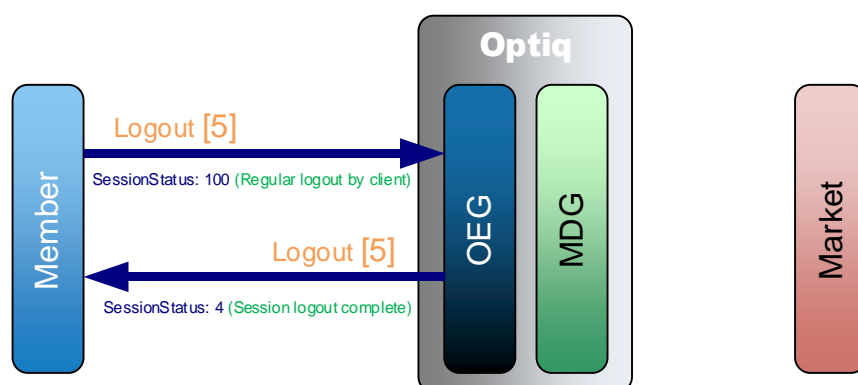 Optiq
Logout [5]
SessionStatus: 100 (Regular logout by client)
Logout [5]
SessionStatus: 4 (Session logout complete)
Member
OEG
MDG
Market